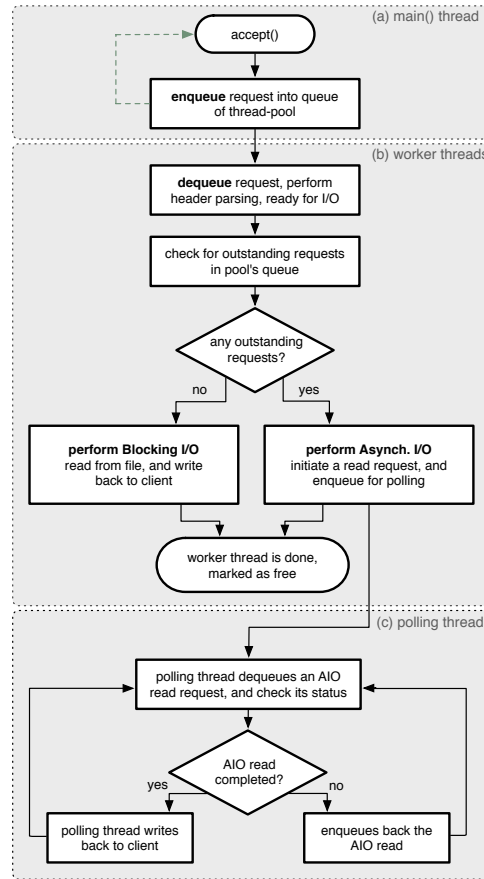 (a) main() thread
accept()
enqueue request into queue
of thread-pool
(b) worker threads
dequeue request, perform
header parsing, ready for I/O
check for outstanding requests
in pool's queue
any outstanding
requests?
no
yes
perform Blocking I/O
read from file, and write
back to client
perform Asynch. I/O
initiate a read request, and
enqueue for polling
worker thread is done,
marked as free
(c) polling thread
polling thread dequeues an AIO
read request, and check its status
AIO read
completed?
yes
no
polling thread writes
back to client
enqueues back the
AIO read